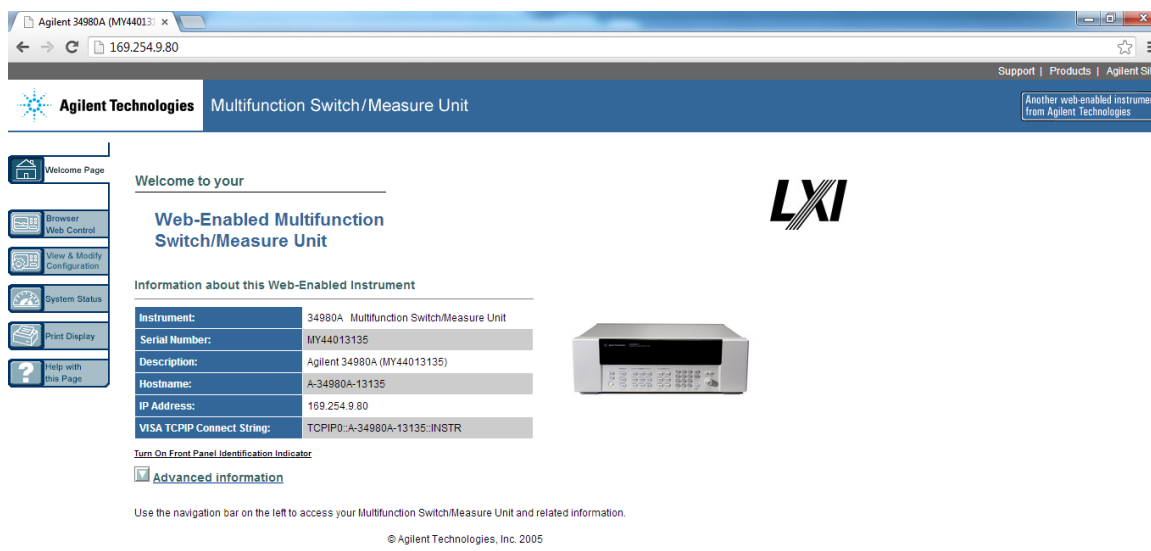 Agilent 34980A (MY44013
169.254.9.80
Support | Products | Agilent Sit
Agilent Technologies
Multifunction Switch/Measure Unit
Another web-enabled instrume
from Agilent Technologies
Welcome Page
Browser
Web Control
View & Modify
Configuration
System Status
Print Display
Help with
this Page
Welcome to your
Web-Enabled Multifunction
Switch/Measure Unit
LXI
Information about this Web-Enabled Instrument
Instrument: 34980A Multifunction Switch/Measure Unit
Serial Number: MY44013135
Description: Agilent 34980A (MY44013135)
Hostname: A-34980A-13135
IP Address: 169.254.9.80
VISA TCPIP Connect String: TCPIP0::A-34980A-13135::INSTR
Turn On Front Panel Identification Indicator
Advanced information
Use the navigation bar on the left to access your Multifunction Switch/Measure Unit and related information.
© Agilent Technologies, Inc. 2005